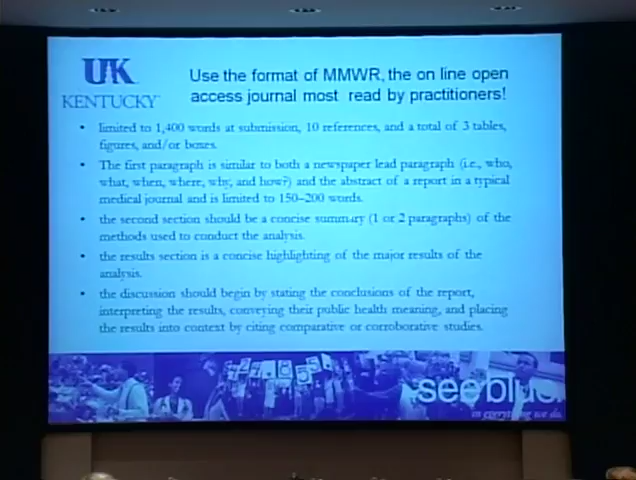 UK
KENTUCKY
Use the format of MMWR, the on line open
access journal most read by practitioners!
• limited to 1,400 words at submission, 10 references, and a total of 3 tables,
figures, and/or boxes.
• The first paragraph is similar to both a newspaper lead paragraph (i.e., who,
what, when, where, why, and how?) and the abstract of a report in a typical
medical journal and is limited to 150–200 words.
• the second section should be a concise summary (1 or 2 paragraphs) of the
methods used to conduct the analysis.
• the results section is a concise highlighting of the major results of the
analysis.
• the discussion should begin by stating the conclusions of the report,
interpreting the results, conveying their public health meaning, and placing
the results into context by citing comparative or corroborative studies.
see blue.
in everything we do.